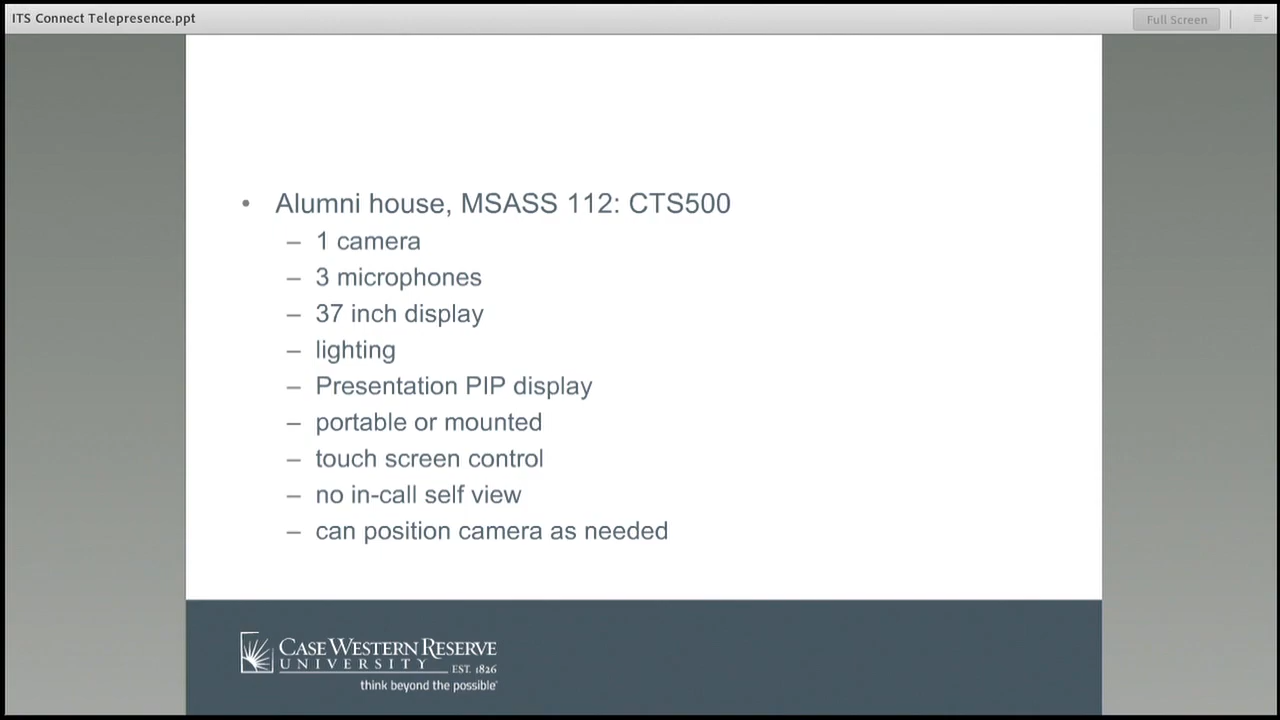 ITS Connect Telepresence.ppt
Full Screen
• Alumni house, MSASS 112: CTS500
– 1 camera
– 3 microphones
– 37 inch display
– lighting
– Presentation PIP display
– portable or mounted
– touch screen control
– no in-call self view
– can position camera as needed
CASE WESTERN RESERVE
UNIVERSITY EST. 1826
think beyond the possible®